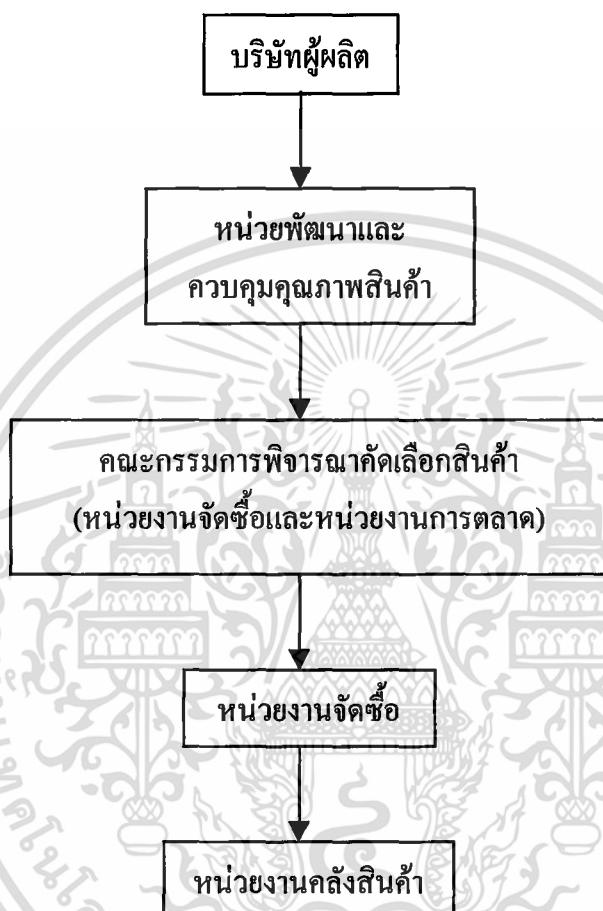 บริษัทผู้ผลิต
หน่วยพัฒนาและ
ควบคุมคุณภาพสินค้า
คณะกรรมการพิจารณาคัดเลือกสินค้า
(หน่วยงานจัดซื้อและหน่วยงานการตลาด)
หน่วยงานจัดซื้อ
หน่วยงานคลังสินค้า